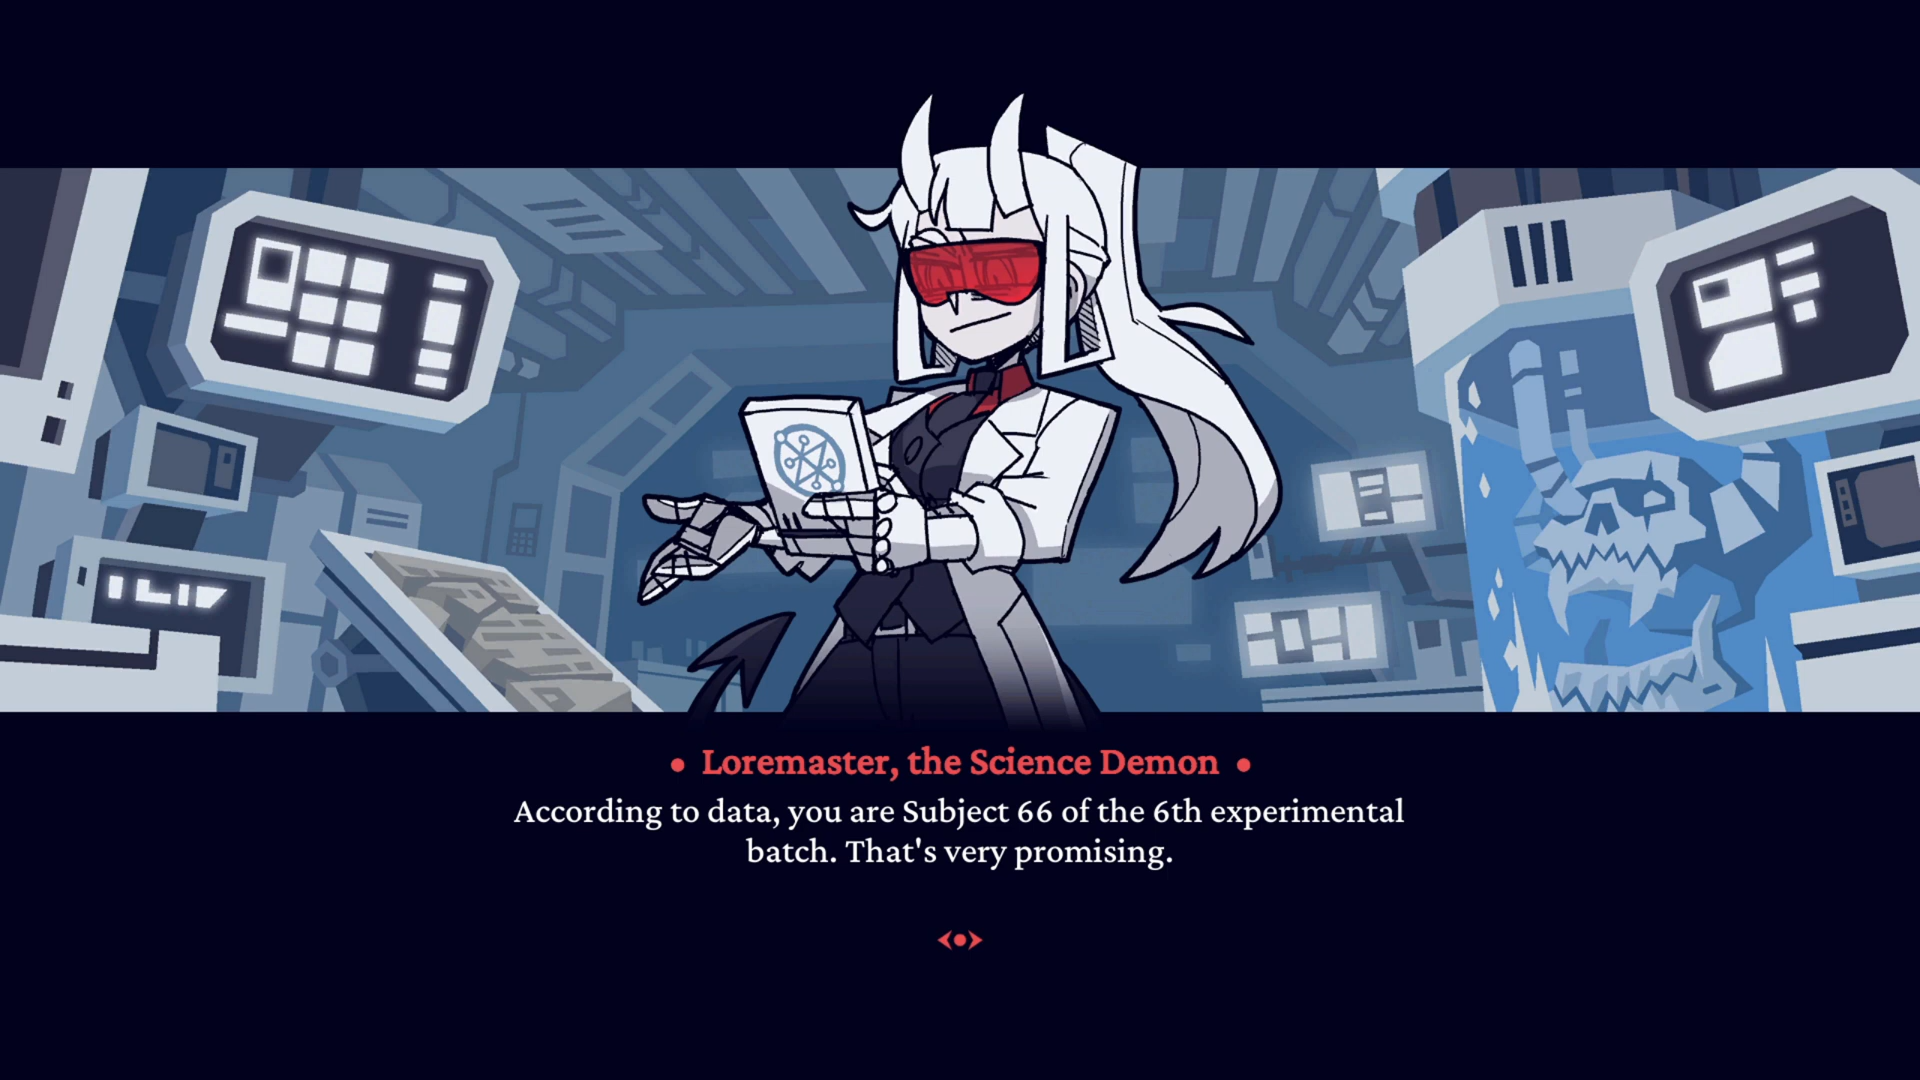 • Loremaster, the Science Demon •
According to data, you are Subject 66 of the 6th experimental
batch. That's very promising.